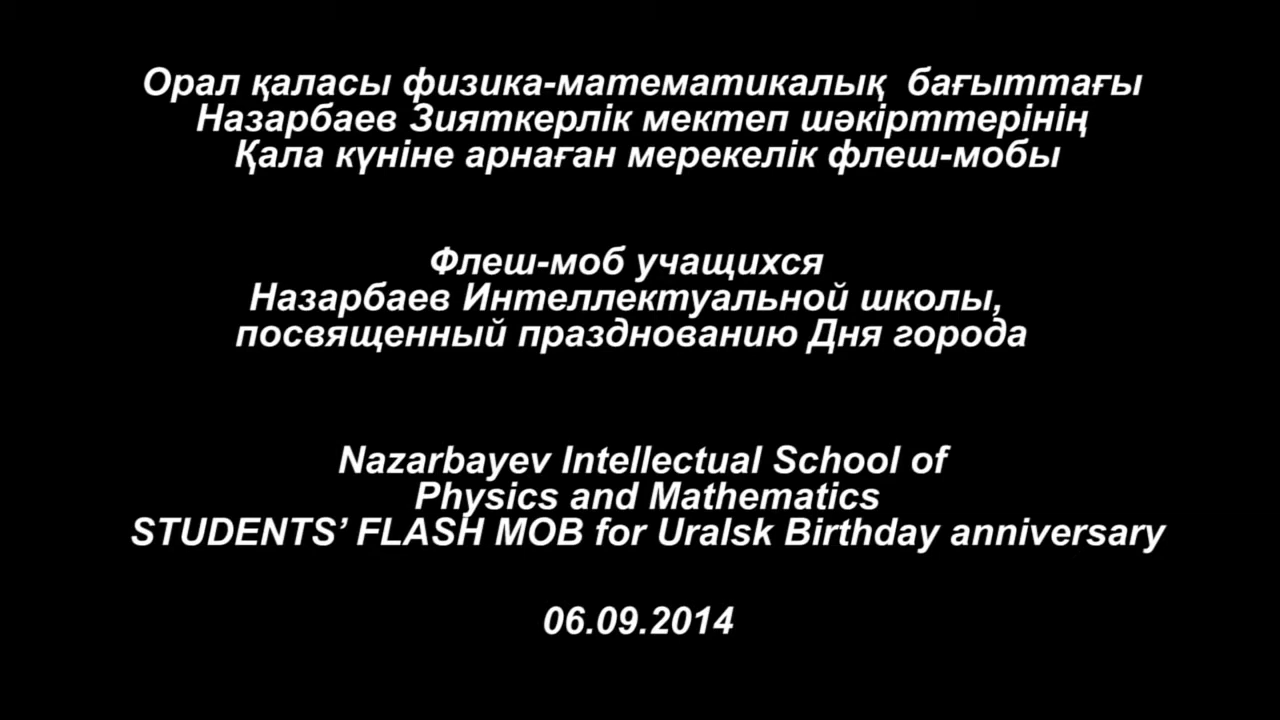 Орал қаласы физика-математикалық бағыттағы
Назарбаев Зияткерлік мектеп шәкірттерінің
Қала күніне арнаған мерекелік флеш-мобы
Флеш-моб учащихся
Назарбаев Интеллектуальной школы,
посвященный празднованию Дня города
Nazarbayev Intellectual School of
Physics and Mathematics
STUDENTS’ FLASH MOB for Uralsk Birthday anniversary
06.09.2014